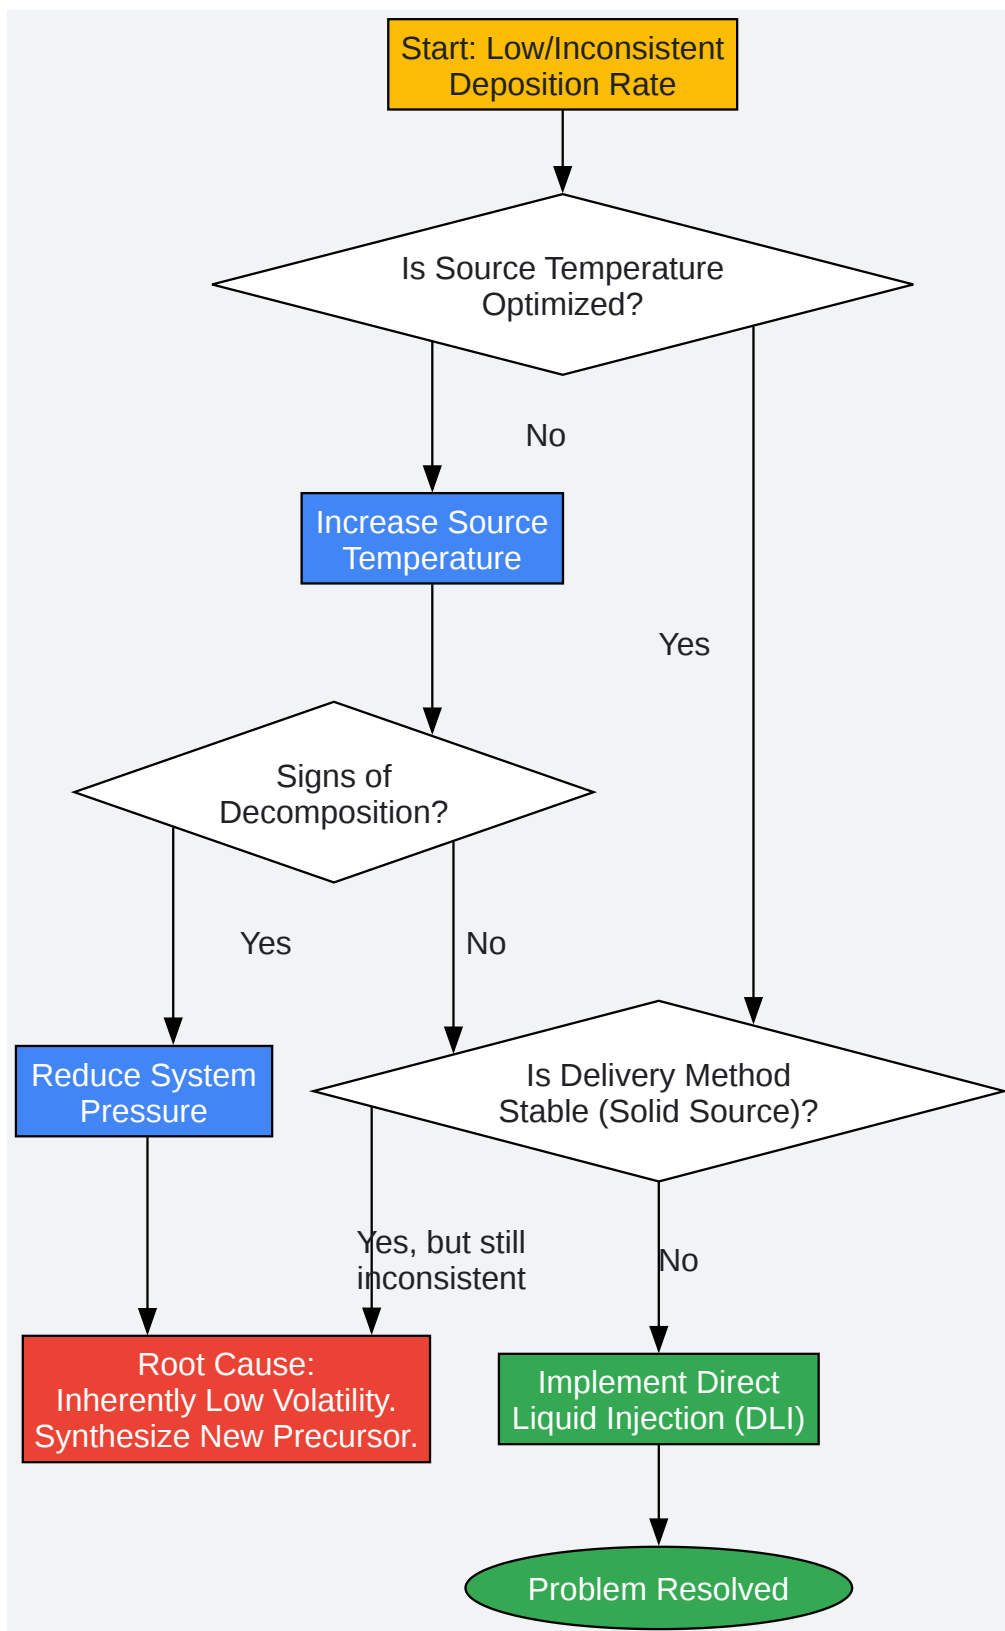 Start: Low/Inconsistent
Deposition Rate
Is Source Temperature
Optimized?
No
Increase Source
Temperature
Yes
Signs of
Decomposition?
Yes
No
Reduce System
Pressure
Is Delivery Method
Stable (Solid Source)?
Yes, but still
inconsistent
No
Root Cause:
Inherently Low Volatility.
Synthesize New Precursor.
Implement Direct
Liquid Injection (DLI)
Problem Resolved